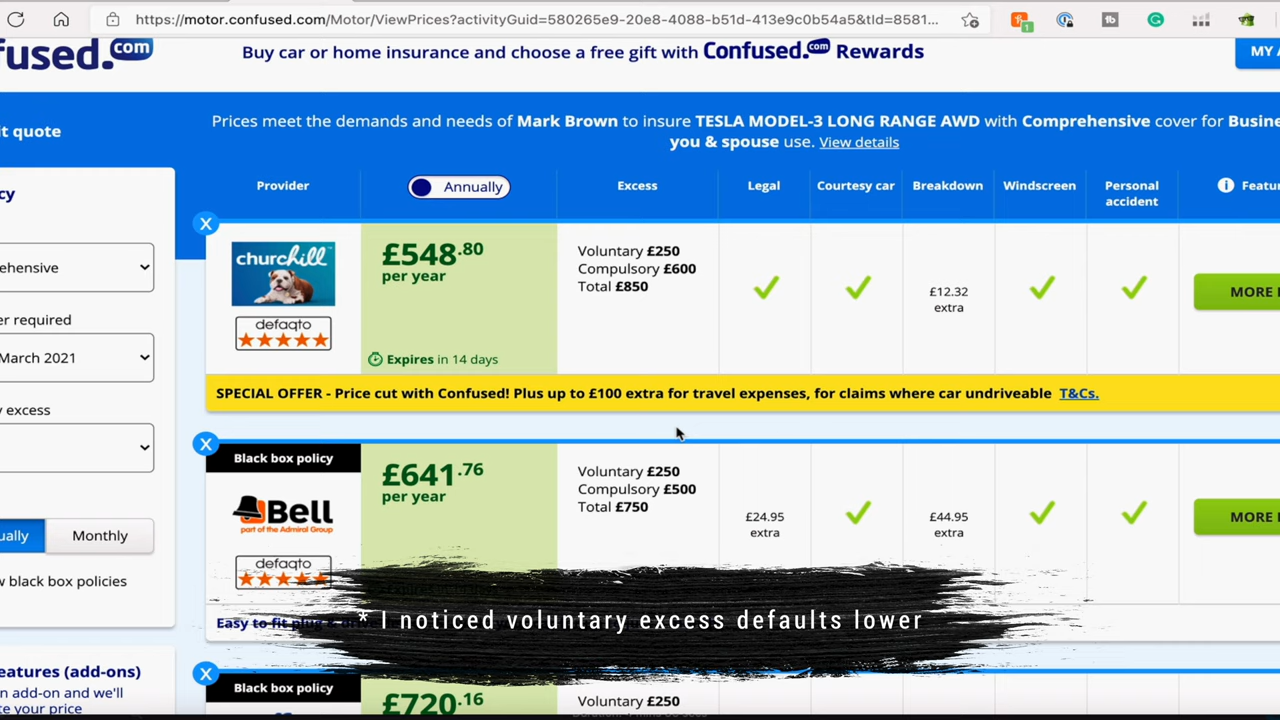 https://motor.confused.com/Motor/ViewPrices?activityGuid=580265e9-20e8-4088-b51d-413e9c0b54a5&tId=8581...
1
fused.com
Buy car or home insurance and choose a free gift with Confused.com Rewards
MY A
it quote
Prices meet the demands and needs of Mark Brown to insure TESLA MODEL-3 LONG RANGE AWD with Comprehensive cover for Busine
you & spouse use. View details
Provider
Annually
Excess
Legal
Courtesy car
Breakdown
Windscreen
Personal accident
Featu
cy
ehensive
er required
March 2021
y excess
ually
Monthly
w black box policies
eatures (add-ons)
n add-on and we'll
te your price
X
churchill
defaqto
£548.80
per year
Expires in 14 days
Voluntary £250
Compulsory £600
Total £850
£12.32
extra
MORE
SPECIAL OFFER - Price cut with Confused! Plus up to £100 extra for travel expenses, for claims where car undriveable T&Cs.
X
Black box policy
Bell
part of the Admiral Group
defaqto
£641.76
per year
Voluntary £250
Compulsory £500
Total £750
£24.95
extra
£44.95
extra
MORE
Easy to fit
* I noticed voluntary excess defaults lower
X
Black box policy
£720.16
Voluntary £250